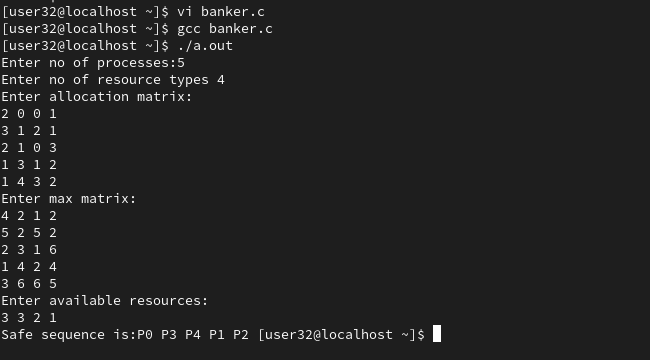 [user32@localhost ~]$ vi banker.c
[user32@localhost ~]$ gcc banker.c
[user32@localhost ~]$ ./a.out
Enter no of processes:5
Enter no of resource types 4
Enter allocation matrix:
2 0 0 1
3 1 2 1
2 1 0 3
1 3 1 2
1 4 3 2
Enter max matrix:
4 2 1 2
5 2 5 2
2 3 1 6
1 4 2 4
3 6 6 5
Enter available resources:
3 3 2 1
Safe sequence is:P0 P3 P4 P1 P2 [user32@localhost ~]$